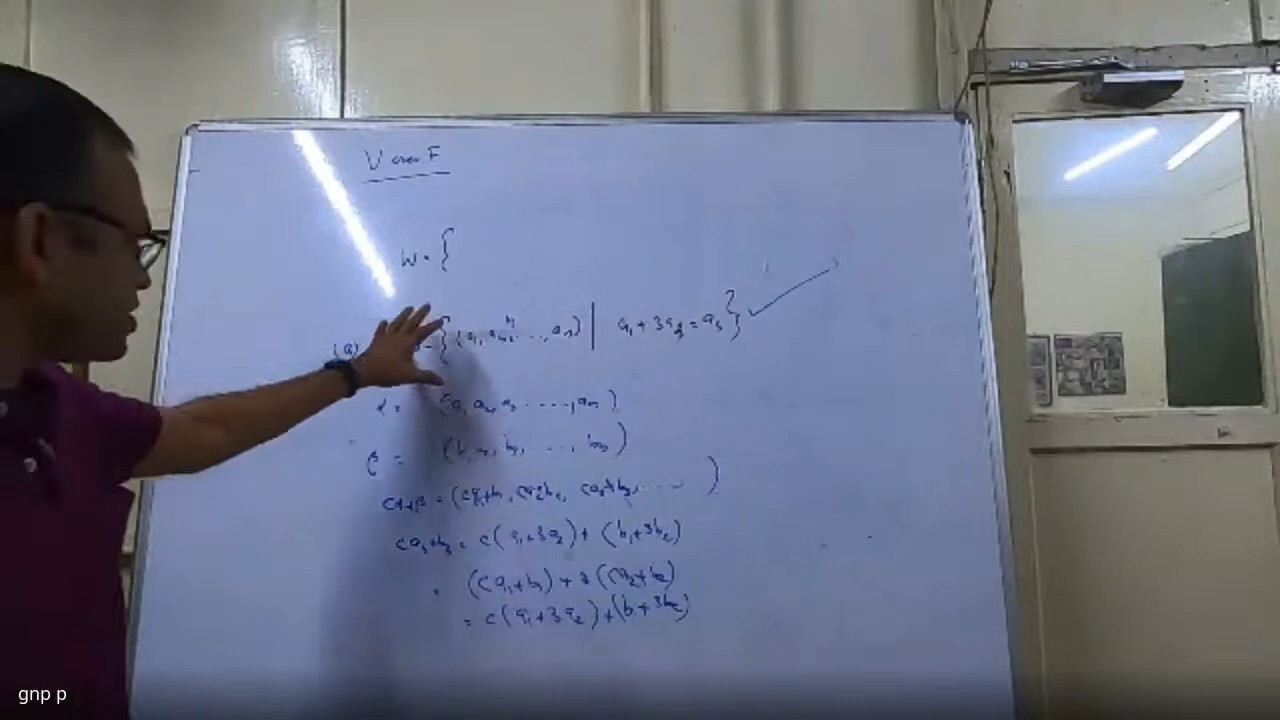 V over F
W = {
{(a₁, a₂, ..., aₙ) | a₁ + 3a₂ = a₃}
α = (a₁, a₂, a₃, ....., aₙ)
β = (b₁, b₂, b₃, ..., bₙ)
cα+β = (ca₁+b₁, ca₂+b₂, ca₃+b₃, ..... )
ca₃+b₃ = c(a₁+3a₂) + (b₁+3b₂)
= (ca₁+b₁) + 3(ca₂+b₂)
= c(a₁+3a₂) + (b₁+3b₂)
gnp p